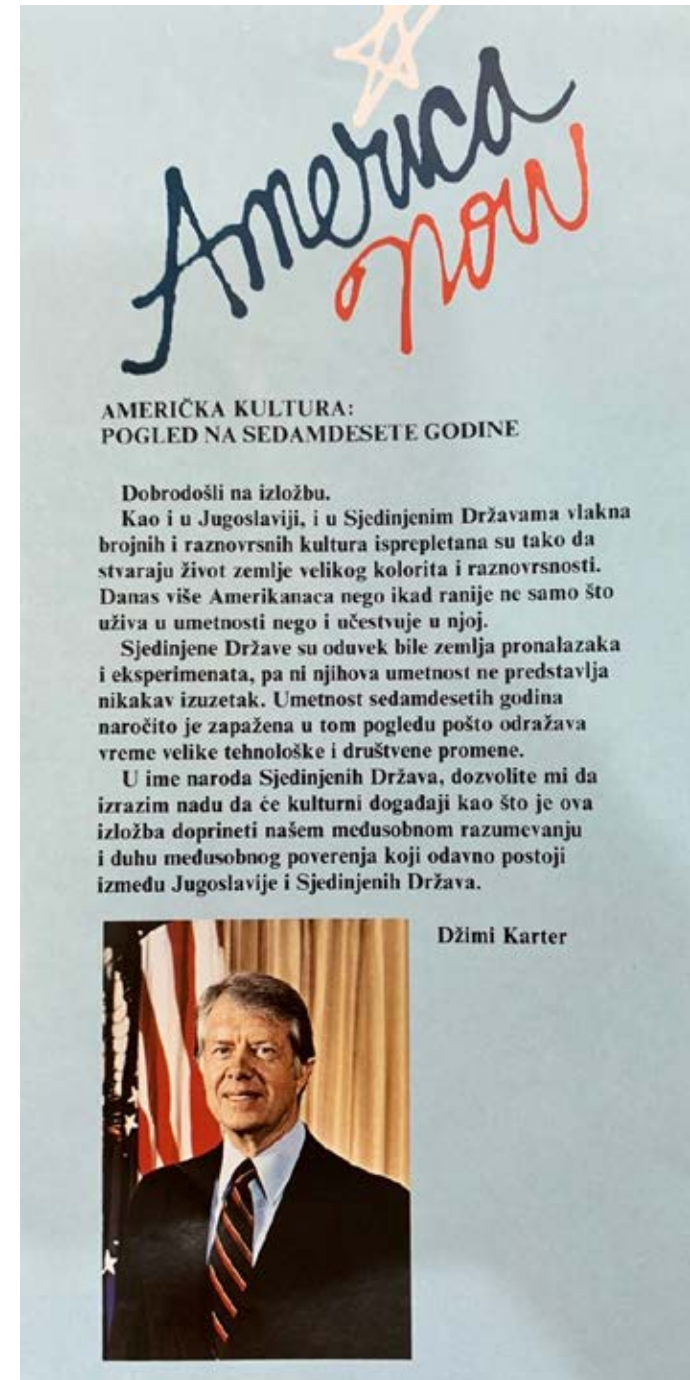 America
now
AMERIČKA KULTURA:
POGLED NA SEDAMDESETE GODINE
Dobrodošli na izložbu.
Kao i u Jugoslaviji, i u Sjedinjenim Državama vlakna
brojnih i raznovrsnih kultura isprepletana su tako da
stvaraju život zemlje velikog kolorita i raznovrsnosti.
Danas više Amerikanaca nego ikad ranije ne samo što
uživa u umetnosti nego i učestvuje u njoj.
Sjedinjene Države su oduvek bile zemlja pronalazaka
i eksperimenata, pa ni njihova umetnost ne predstavlja
nikakav izuzetak. Umetnost sedamdesetih godina
naročito je zapažena u tom pogledu pošto odražava
vreme velike tehnološke i društvene promene.
U ime naroda Sjedinjenih Država, dozvolite mi da
izrazim nadu da će kulturni događaji kao što je ova
izložba doprineti našem međusobnom razumevanju
i duhu međusobnog poverenja koji odavno postoji
između Jugoslavije i Sjedinjenih Država.
Džimi Karter